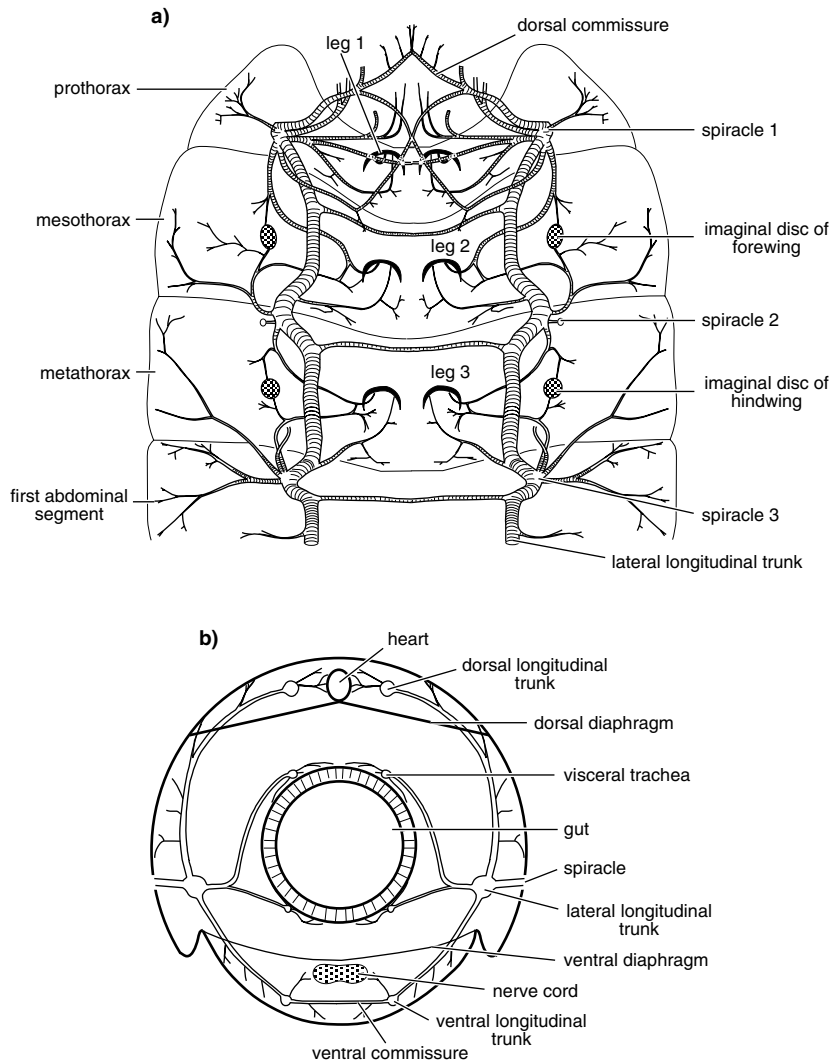 a)
dorsal commissure
leg 1
prothorax
spiracle 1
mesothorax
imaginal disc of
forewing
leg 2
spiracle 2
metathorax
leg 3
imaginal disc of
hindwing
first abdominal
segment
spiracle 3
lateral longitudinal trunk
b)
heart
dorsal longitudinal
trunk
dorsal diaphragm
visceral trachea
gut
spiracle
lateral longitudinal
trunk
ventral diaphragm
nerve cord
ventral longitudinal
trunk
ventral commissure